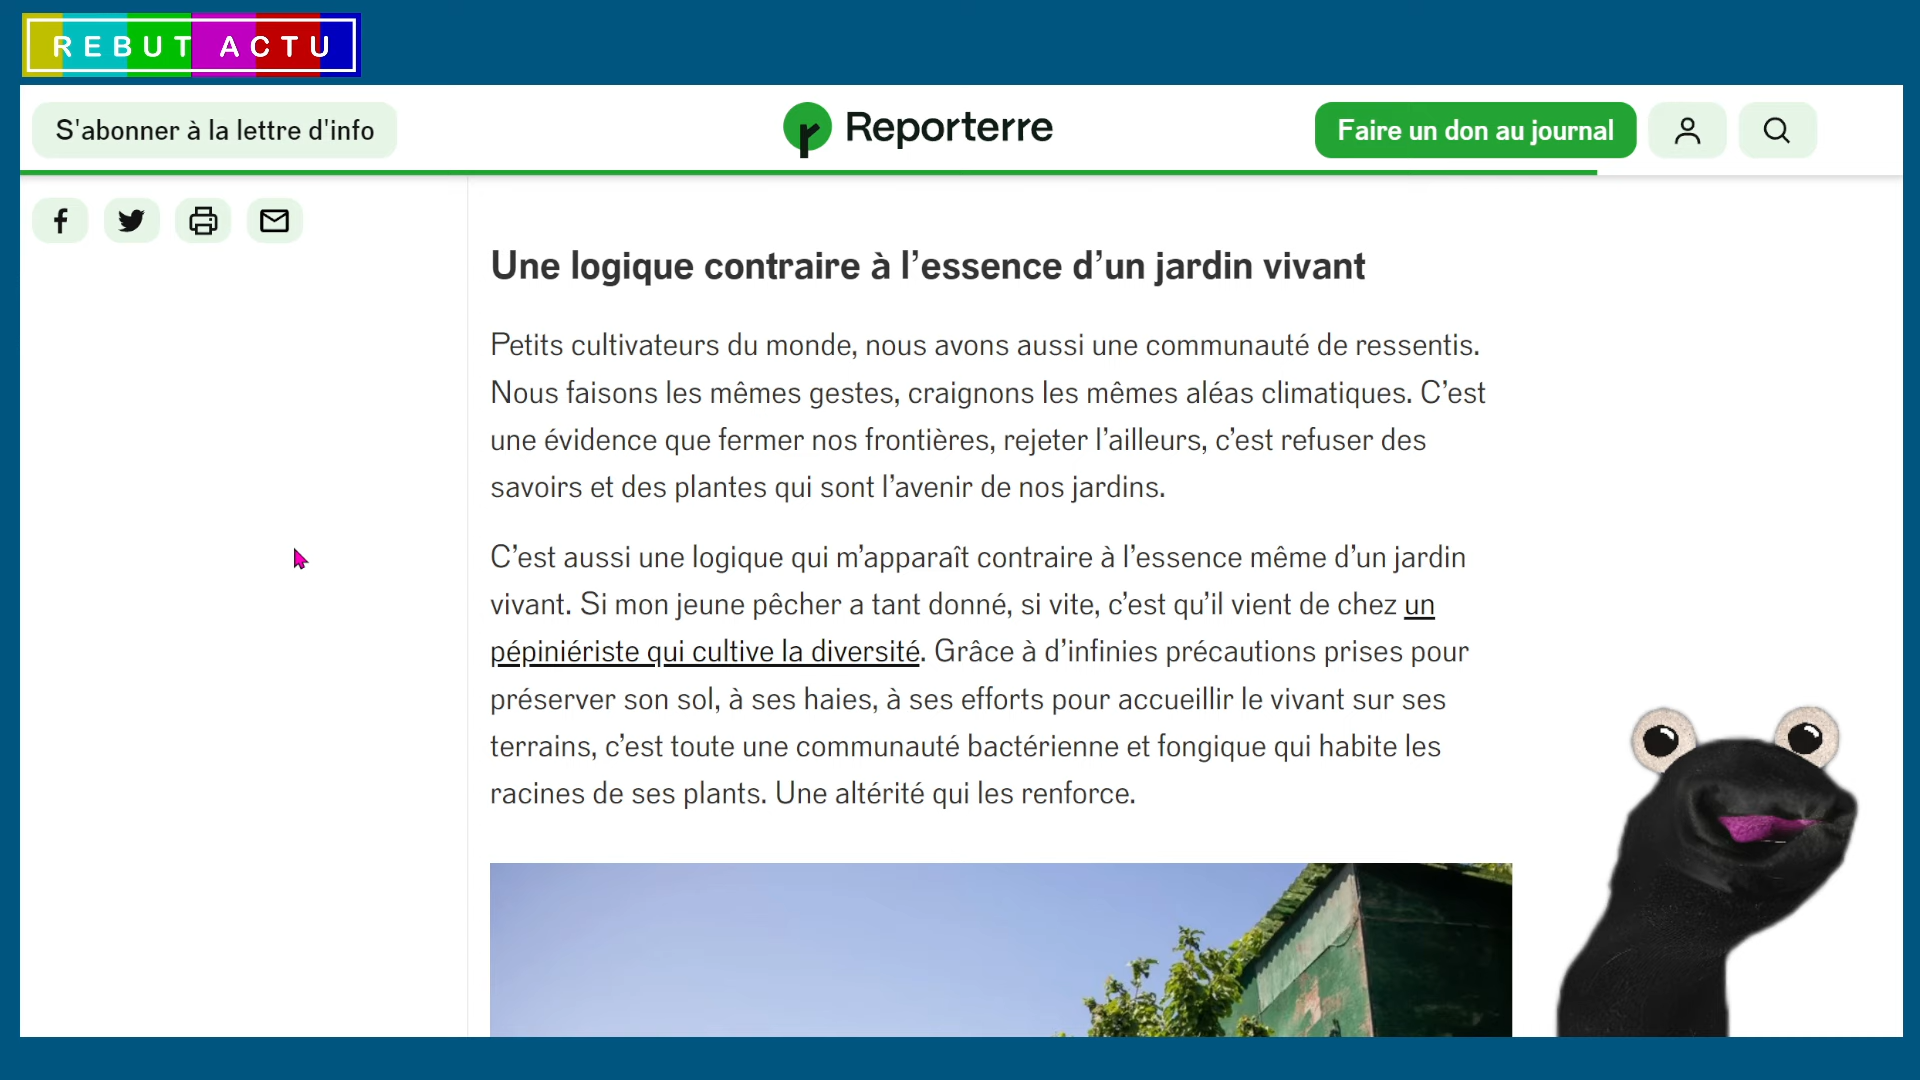 REBUT ACTU
S'abonner à la lettre d'info
Reporterre
Faire un don au journal
Une logique contraire à l’essence d’un jardin vivant
Petits cultivateurs du monde, nous avons aussi une communauté de ressentis.
Nous faisons les mêmes gestes, craignons les mêmes aléas climatiques. C’est
une évidence que fermer nos frontières, rejeter l’ailleurs, c’est refuser des
savoirs et des plantes qui sont l’avenir de nos jardins.
C’est aussi une logique qui m’apparaît contraire à l’essence même d’un jardin
vivant. Si mon jeune pêcher a tant donné, si vite, c’est qu’il vient de chez un
pépiniériste qui cultive la diversité. Grâce à d’infinies précautions prises pour
préserver son sol, à ses haies, à ses efforts pour accueillir le vivant sur ses
terrains, c’est toute une communauté bactérienne et fongique qui habite les
racines de ses plants. Une altérité qui les renforce.